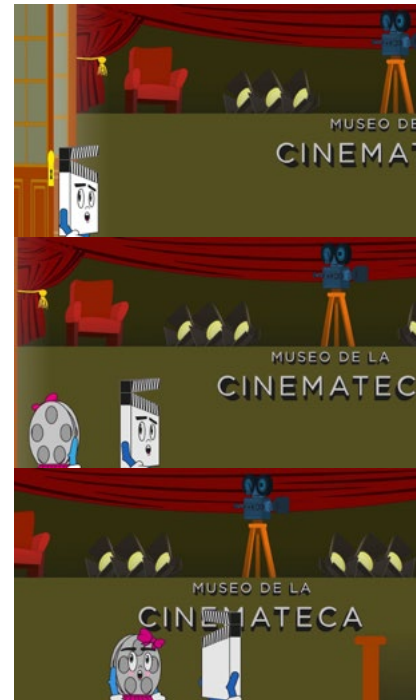 MUSEO DE
CINEMAT
MUSEO DE LA
CINEMATEC
MUSEO DE LA
CINEMATECA